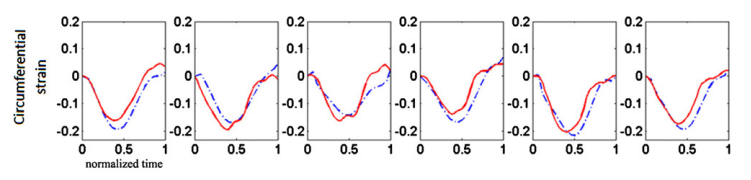 Circumferential
strain
0.2 0.2 0.2 0.2 0.2 0.2
0.1 0.1 0.1 0.1 0.1 0.1
0 0 0 0 0 0
-0.1 -0.1 -0.1 -0.1 -0.1 -0.1
-0.2 -0.2 -0.2 -0.2 -0.2 -0.2
0 0.5 1 0 0.5 1 0 0.5 1 0 0.5 1 0 0.5 1 0 0.5 1
normalized time